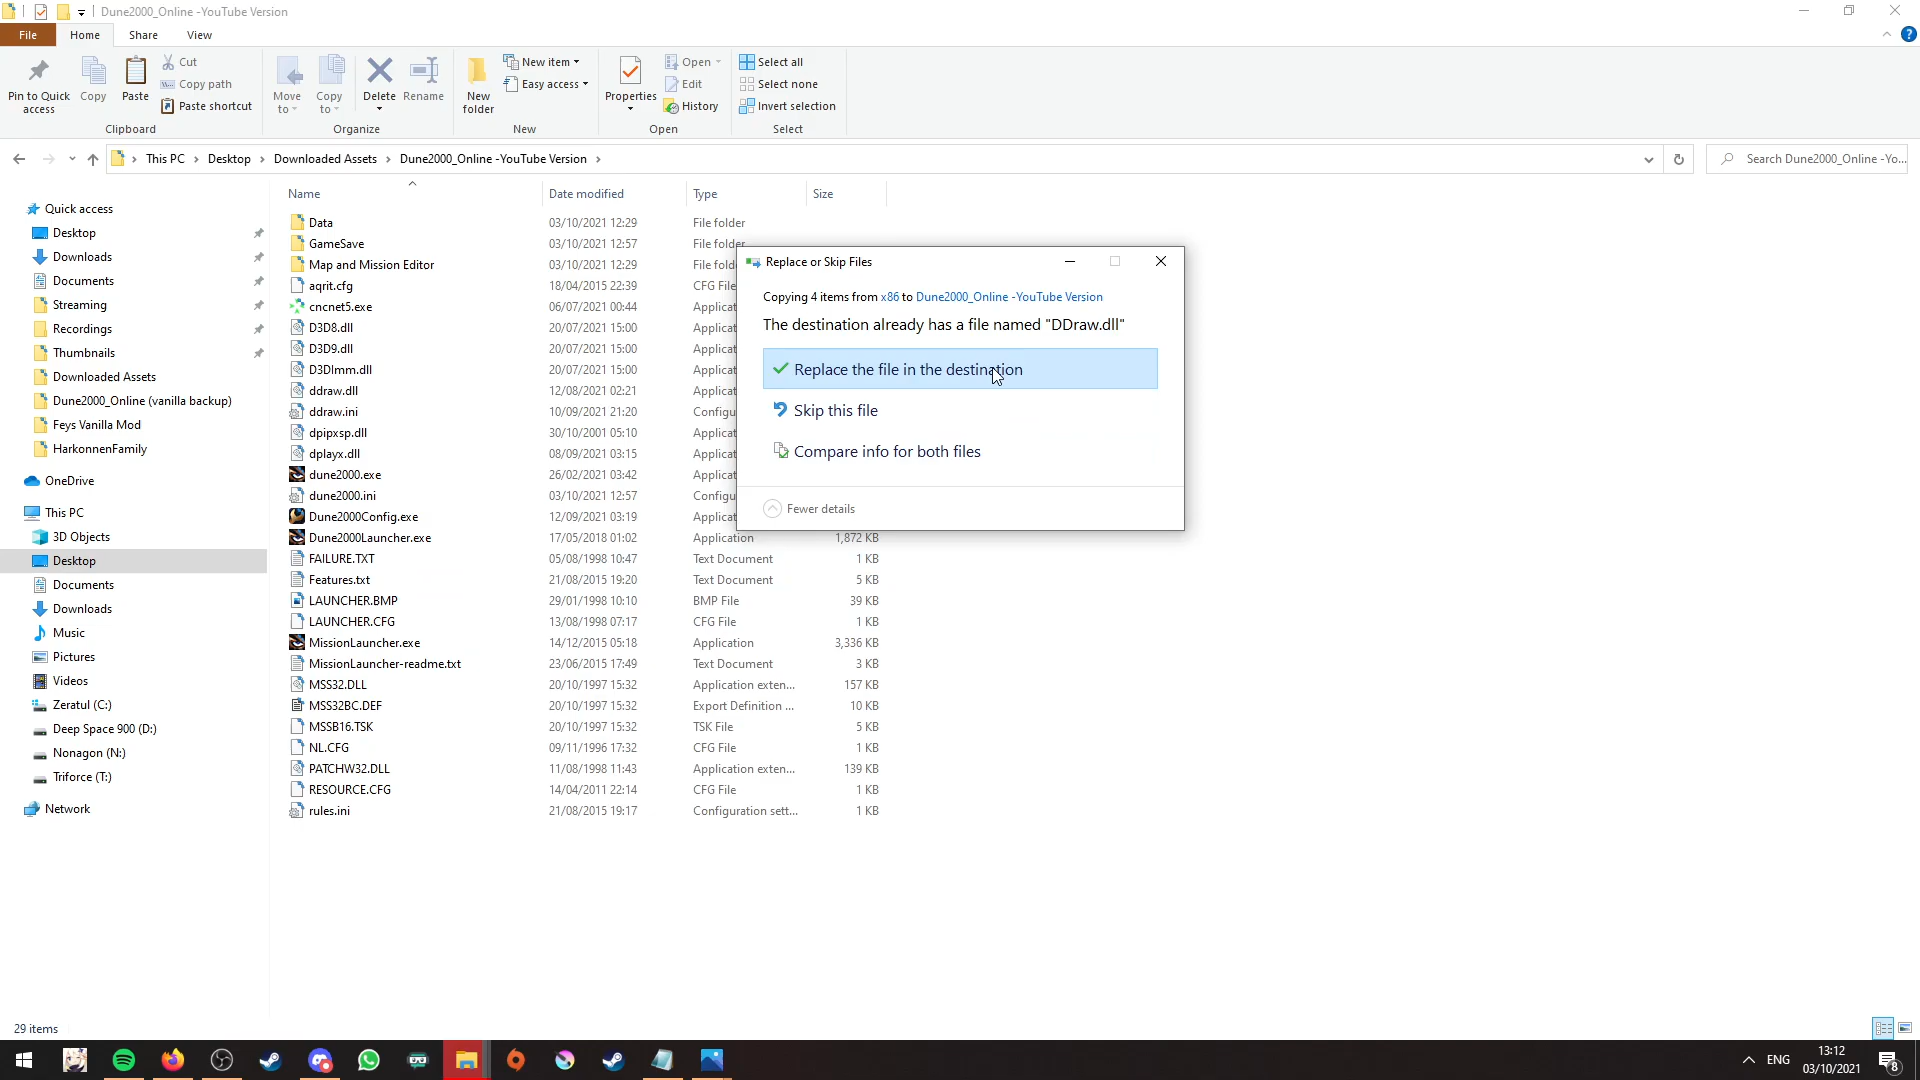 Dune2000_Online -YouTube Version
File
Home
Share
View
Pin to Quick access
Copy
Paste
Cut
Copy path
Paste shortcut
Clipboard
Move to
Copy to
Delete
Rename
Organize
New folder
New item
Easy access
New
Properties
Open
Edit
History
Open
Select all
Select none
Invert selection
Select
This PC
Desktop
Downloaded Assets
Dune2000_Online -YouTube Version
Search Dune2000_Online -Yo...
Quick access
Desktop
Downloads
Documents
Streaming
Recordings
Thumbnails
Downloaded Assets
Dune2000_Online (vanilla backup)
Feys Vanilla Mod
HarkonnenFamily
OneDrive
This PC
3D Objects
Desktop
Documents
Downloads
Music
Pictures
Videos
Zeratul (C:)
Deep Space 900 (D:)
Nonagon (N:)
Triforce (T:)
Network
Name Date modified Type Size
Data 03/10/2021 12:29 File folder
GameSave 03/10/2021 12:57 File folder
Map and Mission Editor 03/10/2021 12:29 File fold
aqrit.cfg 18/04/2015 22:39 CFG File
cncnet5.exe 06/07/2021 00:44 Applicat
D3D8.dll 20/07/2021 15:00 Applicat
D3D9.dll 20/07/2021 15:00 Applicat
D3DImm.dll 20/07/2021 15:00 Applicat
ddraw.dll 12/08/2021 02:21 Applicat
ddraw.ini 10/09/2021 21:20 Configu
dpipxsp.dll 30/10/2001 05:10 Applicat
dplayx.dll 08/09/2021 03:15 Applicat
dune2000.exe 26/02/2021 03:42 Applicat
dune2000.ini 03/10/2021 12:57 Configu
Dune2000Config.exe 12/09/2021 03:19 Applicat
Dune2000Launcher.exe 17/05/2018 01:02 Application 1,872 KB
FAILURE.TXT 05/08/1998 10:47 Text Document 1 KB
Features.txt 21/08/2015 19:20 Text Document 5 KB
LAUNCHER.BMP 29/01/1998 10:10 BMP File 39 KB
LAUNCHER.CFG 13/08/1998 07:17 CFG File 1 KB
MissionLauncher.exe 14/12/2015 05:18 Application 3,336 KB
MissionLauncher-readme.txt 23/06/2015 17:49 Text Document 3 KB
MSS32.DLL 20/10/1997 15:32 Application exten... 157 KB
MSS32BC.DEF 20/10/1997 15:32 Export Definition ... 10 KB
MSSB16.TSK 20/10/1997 15:32 TSK File 5 KB
NL.CFG 09/11/1996 17:32 CFG File 1 KB
PATCHW32.DLL 11/08/1998 11:43 Application exten... 139 KB
RESOURCE.CFG 14/04/2011 22:14 CFG File 1 KB
rules.ini 21/08/2015 19:17 Configuration sett... 1 KB
Replace or Skip Files
Copying 4 items from x86 to Dune2000_Online -YouTube Version
The destination already has a file named "DDraw.dll"
Replace the file in the destination
Skip this file
Compare info for both files
Fewer details
29 items
ENG
13:12
03/10/2021
8